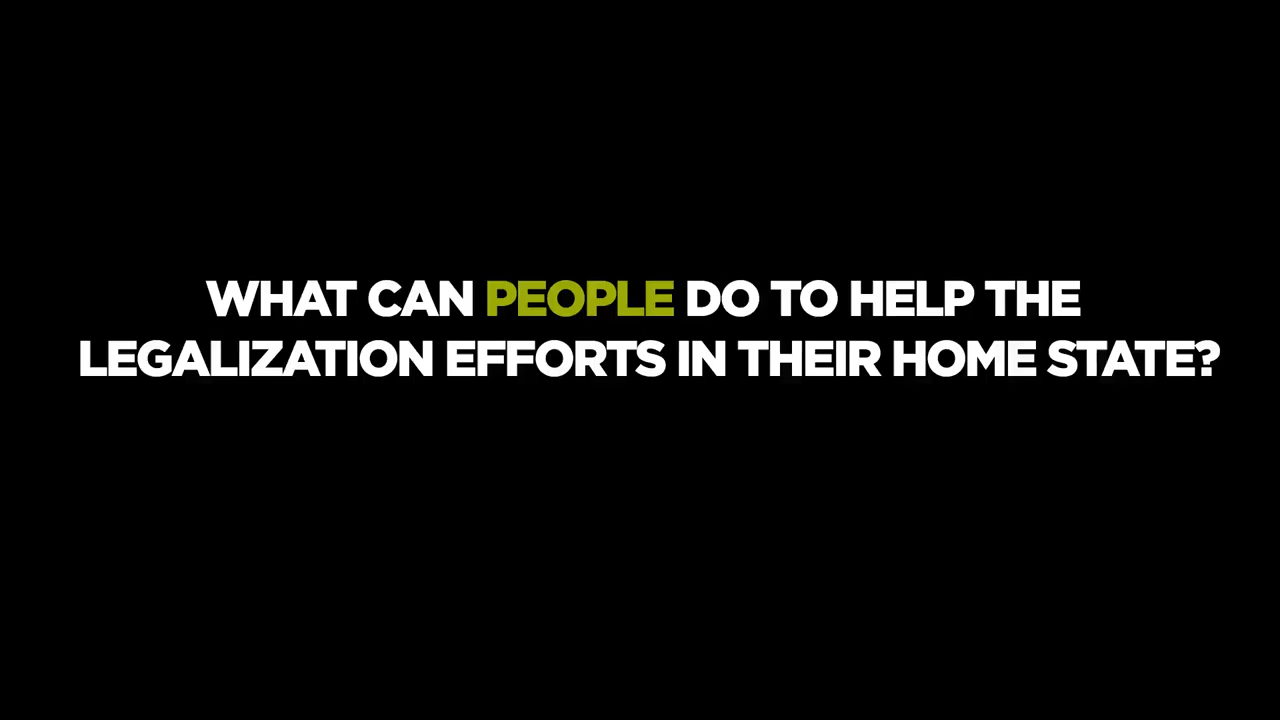 WHAT CAN PEOPLE DO TO HELP THE
LEGALIZATION EFFORTS IN THEIR HOME STATE?